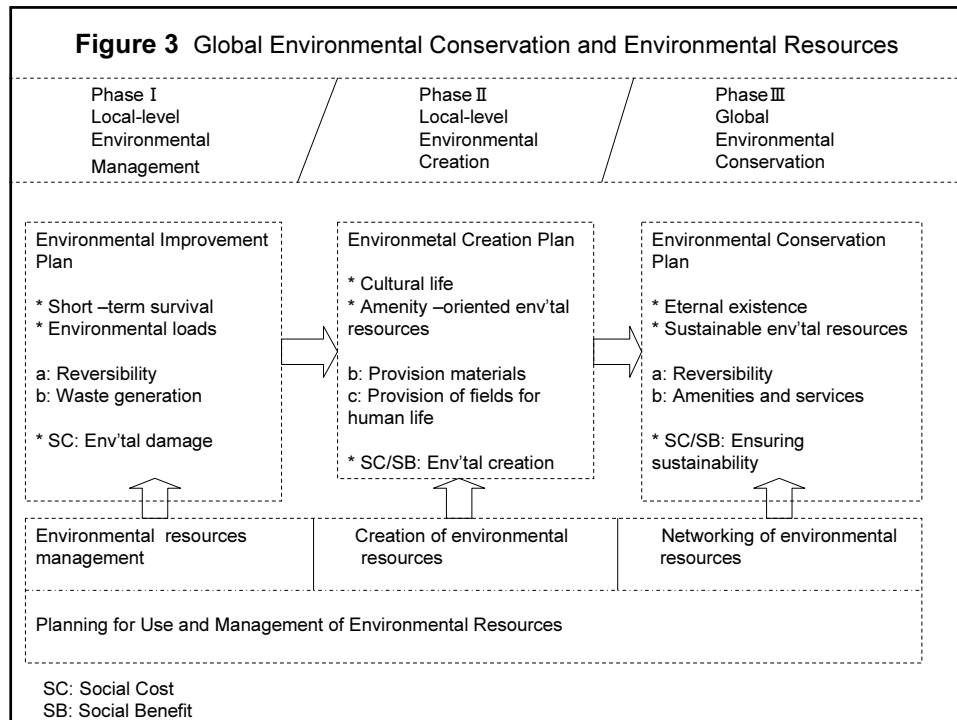 Figure 3 Global Environmental Conservation and Environmental Resources
Phase Ⅰ
Local-level
Environmental
Management
Phase Ⅱ
Local-level
Environmental
Creation
Phase Ⅲ
Global
Environmental
Conservation
Environmental Improvement
Plan
* Short –term survival
* Environmental loads
a: Reversibility
b: Waste generation
* SC: Env’tal damage
Environmetal Creation Plan
* Cultural life
* Amenity –oriented env’tal
resources
b: Provision materials
c: Provision of fields for
human life
* SC/SB: Env’tal creation
Environmental Conservation
Plan
* Eternal existence
* Sustainable env’tal resources
a: Reversibility
b: Amenities and services
* SC/SB: Ensuring
sustainability
Environmental resources
management
Creation of environmental
resources
Networking of environmental
resources
Planning for Use and Management of Environmental Resources
SC: Social Cost
SB: Social Benefit